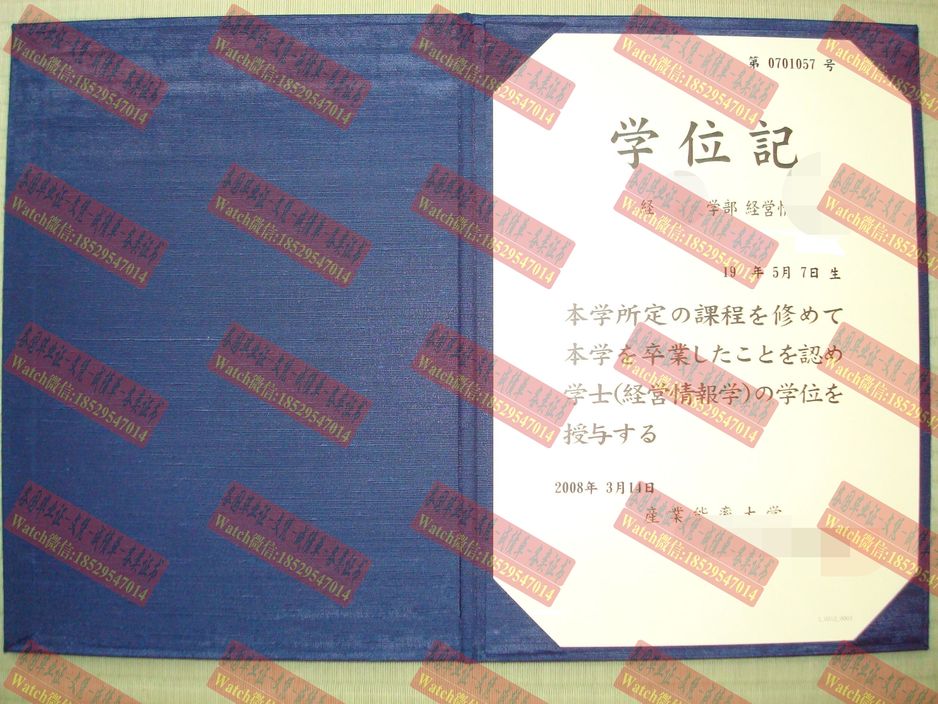 第 0701057 号
学位記
経 学部 経営情
19 年 5月 7日 生
本学所定の課程を修めて
本学を卒業したことを認め
学士(経営情報学)の学位を
授与する
2008年 3月14日
産業能率大学
Watch微信:18529547014